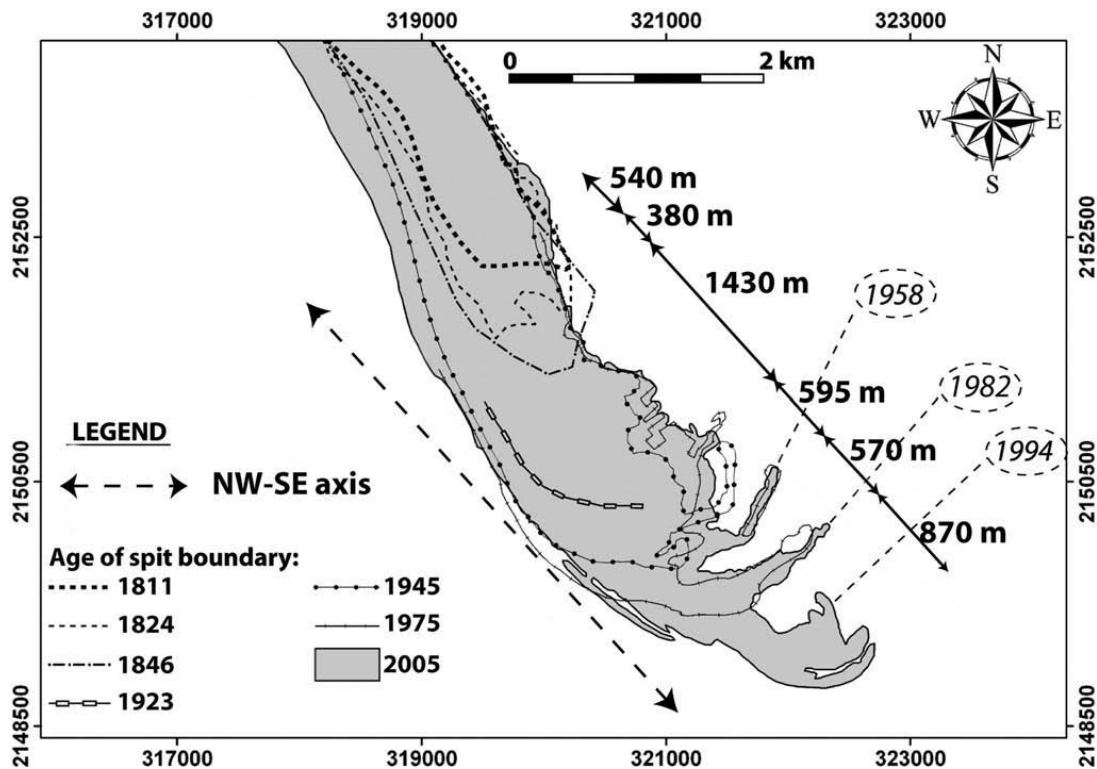 317000 319000 321000 323000
0 2 km
N
W E
S
540 m
380 m
2152500 2152500
1430 m
1958
595 m
1982
LEGEND
570 m
1994
NW-SE axis
2150500 2150500
870 m
Age of spit boundary:
1811 1945
1824 1975
1846 2005
1923
2148500 2148500
317000 319000 321000 323000